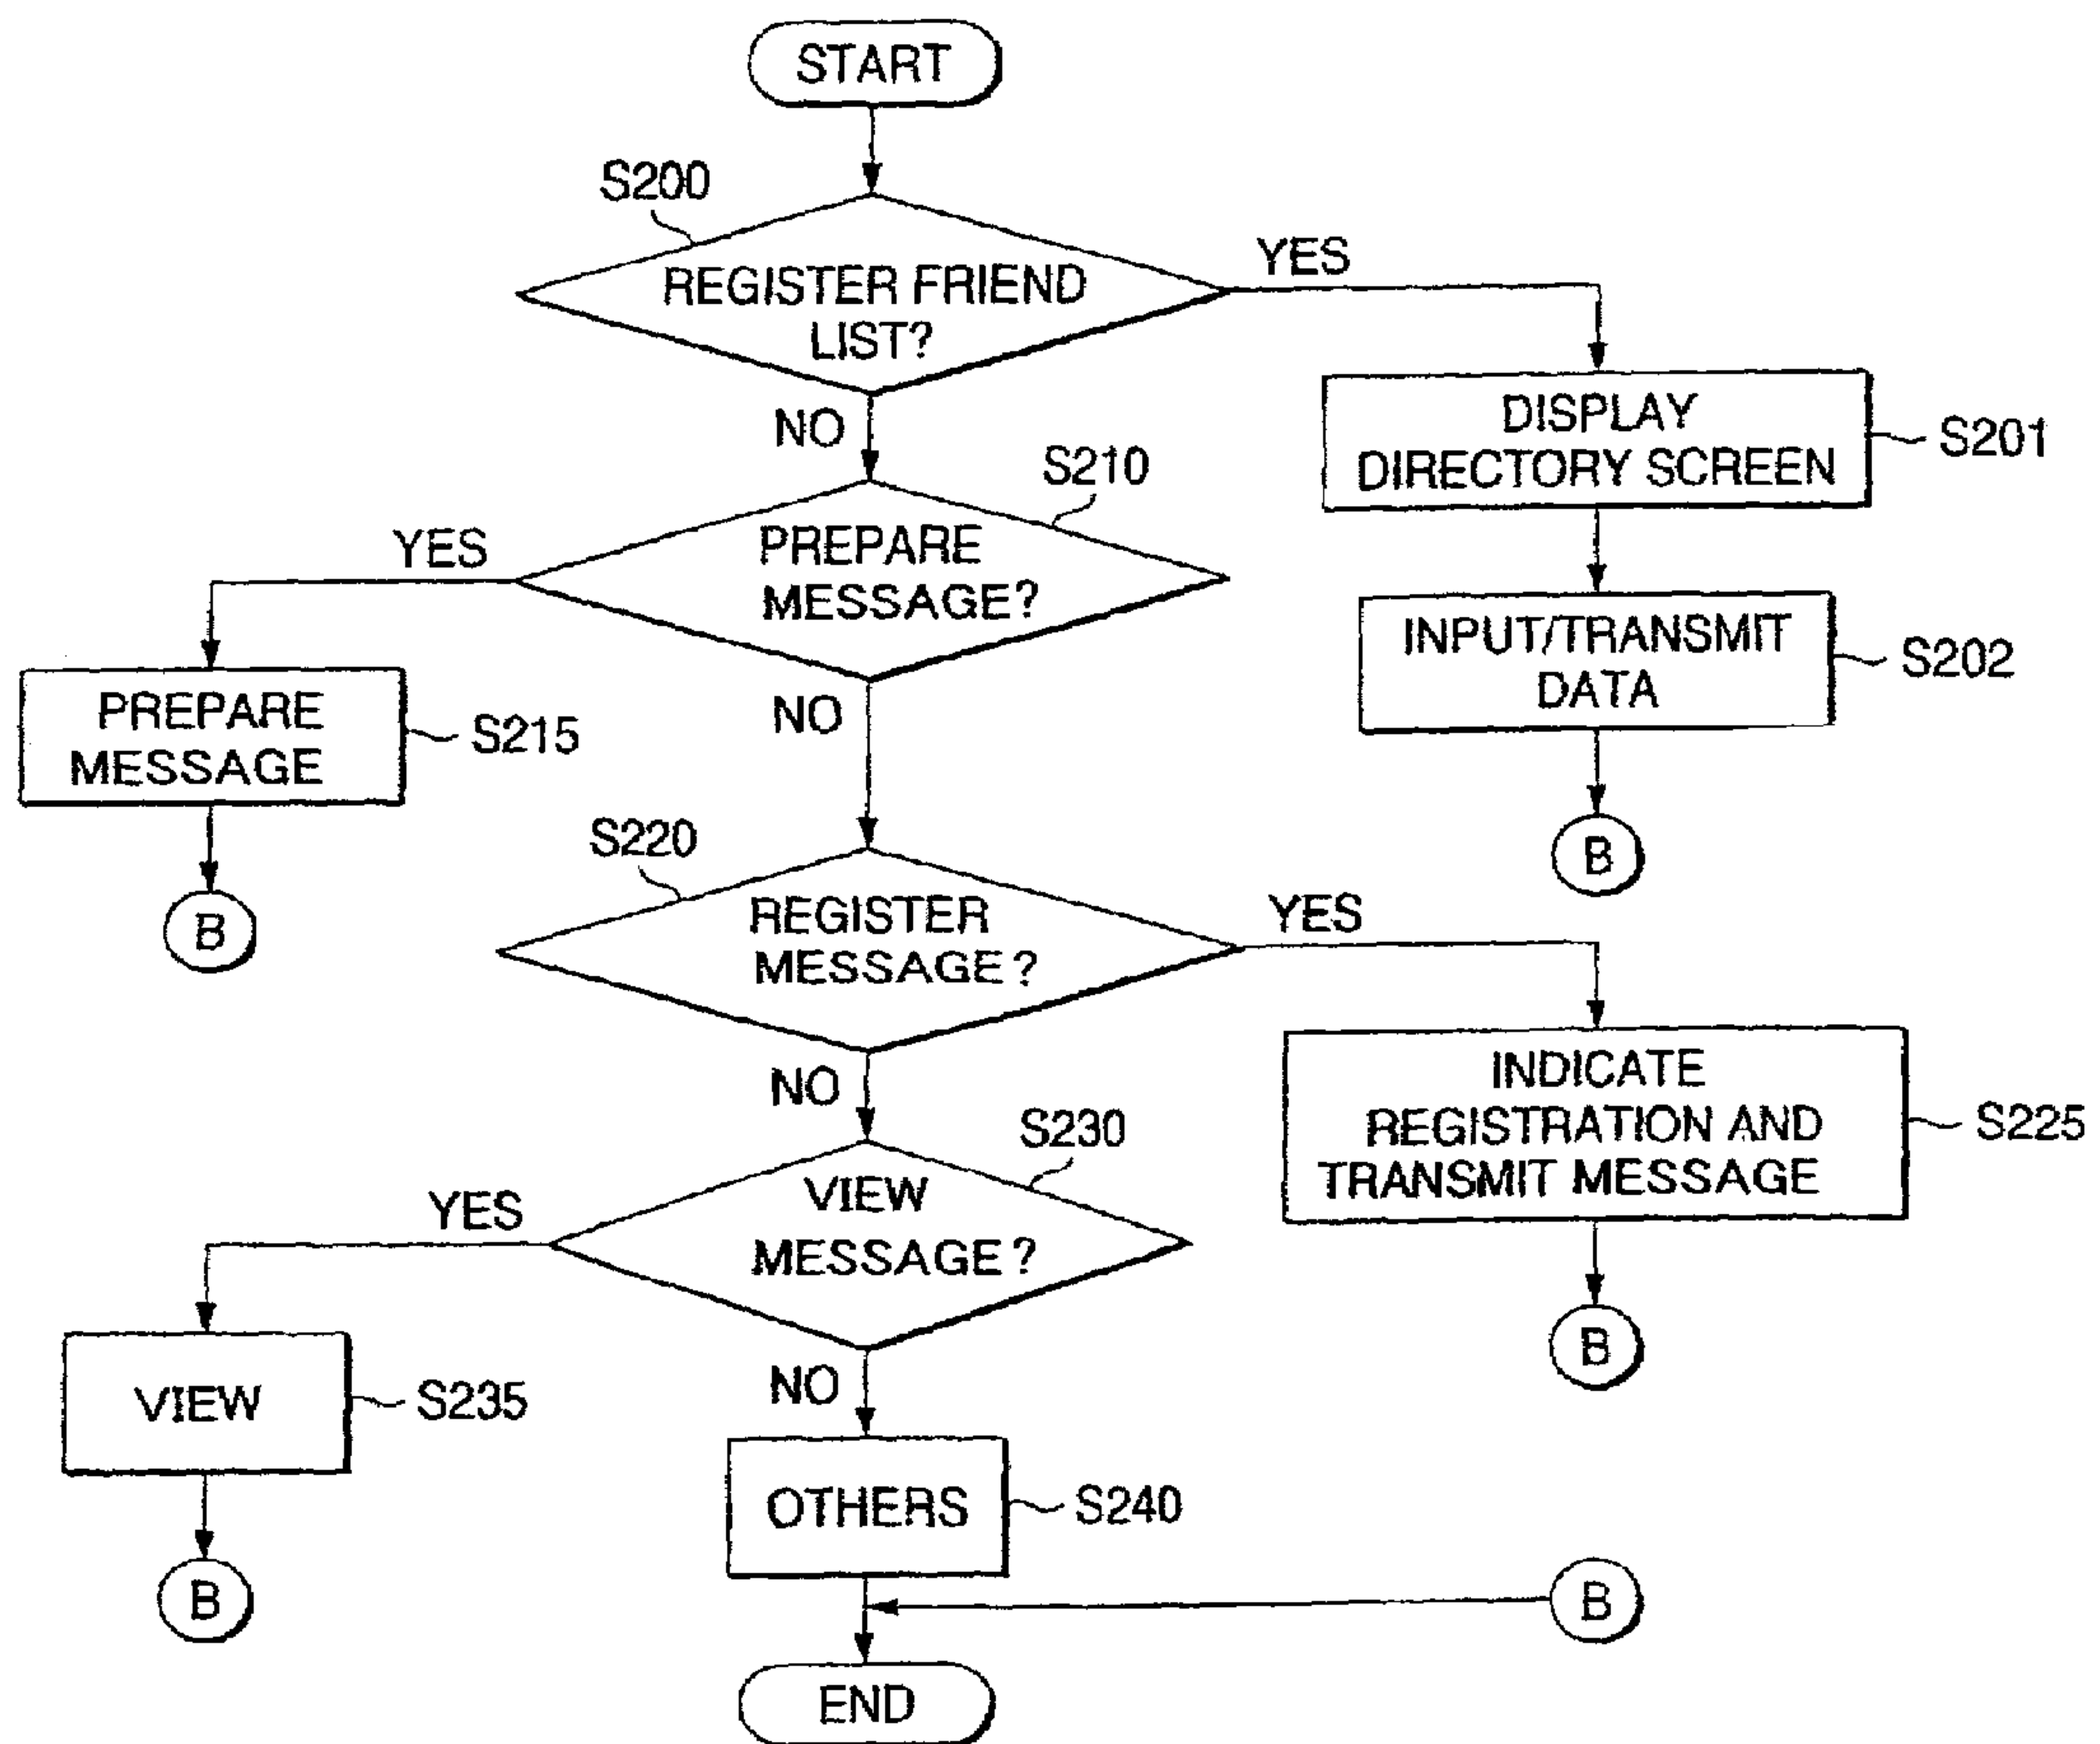 START
S200
REGISTER FRIEND
LIST?
YES
NO
DISPLAY
DIRECTORY SCREEN
S201
S210
PREPARE
MESSAGE?
YES
NO
INPUT/TRANSMIT
DATA
S202
B
PREPARE
MESSAGE
S215
B
S220
REGISTER
MESSAGE?
YES
NO
INDICATE
REGISTRATION AND
TRANSMIT MESSAGE
S225
B
S230
VIEW
MESSAGE?
YES
NO
VIEW
S235
B
OTHERS
S240
B
END